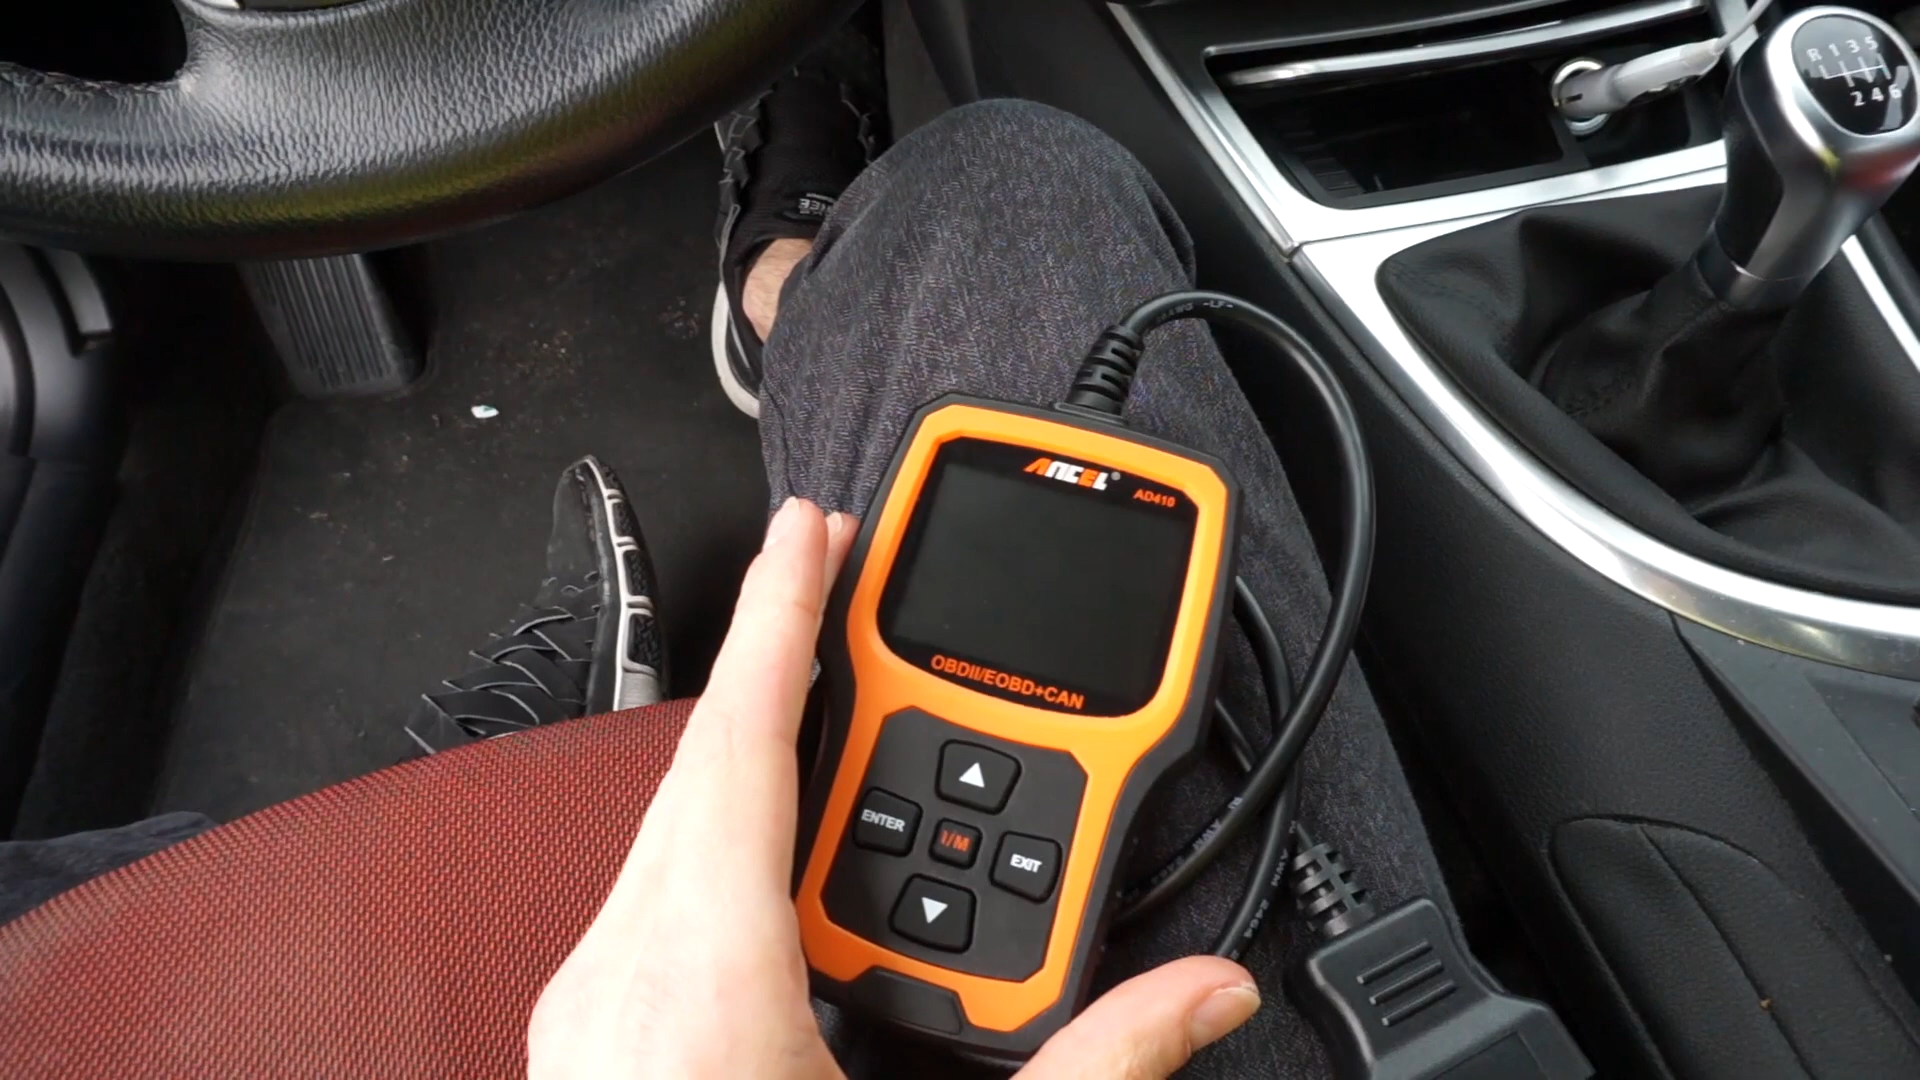 R 1 3 5
2 4 6
ANCEL®
AD410
OBDII/EOBD+CAN
ENTER
I/M
EXIT